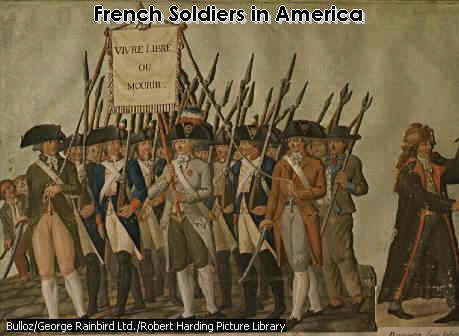 French Soldiers in America
VIVRE LIBRE
OU
MOURIR.
Bulloz/George Rainbird Ltd./Robert Harding Picture Library